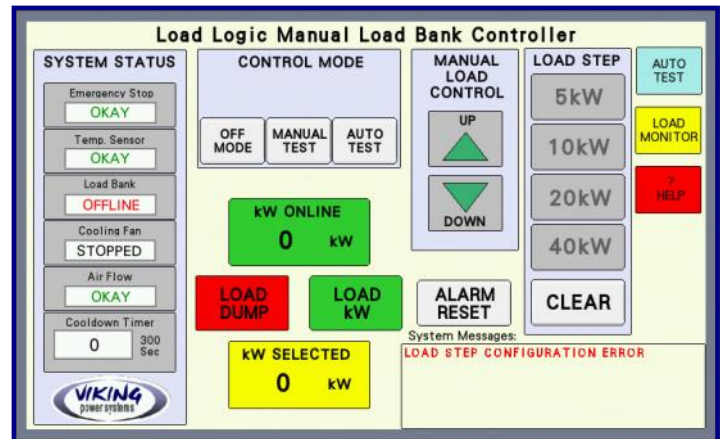 Load Logic Manual Load Bank Controller
SYSTEM STATUS
Emergency Stop
OKAY
Temp. Sensor
OKAY
Load Bank
OFFLINE
Cooling Fan
STOPPED
Air Flow
OKAY
Cooldown Timer
0
300
Sec
VIKING
power systems
CONTROL MODE
OFF
MODE
MANUAL
TEST
AUTO
TEST
kW ONLINE
0 kW
LOAD
DUMP
LOAD
kW
kW SELECTED
0 kW
MANUAL
LOAD
CONTROL
UP
DOWN
ALARM
RESET
LOAD STEP
5kW
10kW
20kW
40kW
CLEAR
System Messages:
LOAD STEP CONFIGURATION ERROR
AUTO
TEST
LOAD
MONITOR
?
HELP